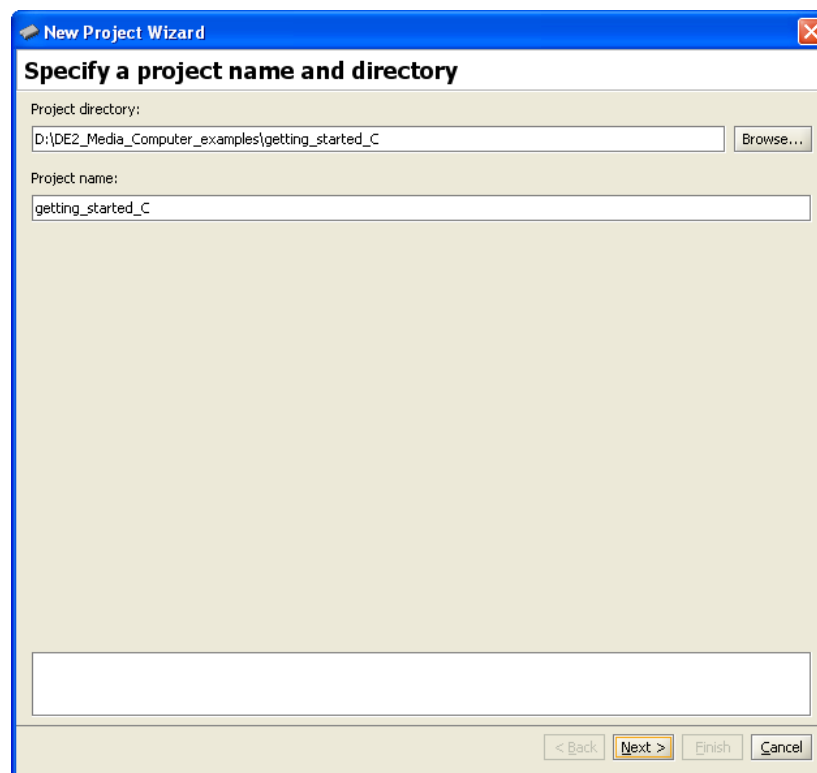 New Project Wizard
Specify a project name and directory
Project directory:
D:\DE2_Media_Computer_examples\getting_started_C
Browse...
Project name:
getting_started_C
< Back
Next >
Finish
Cancel